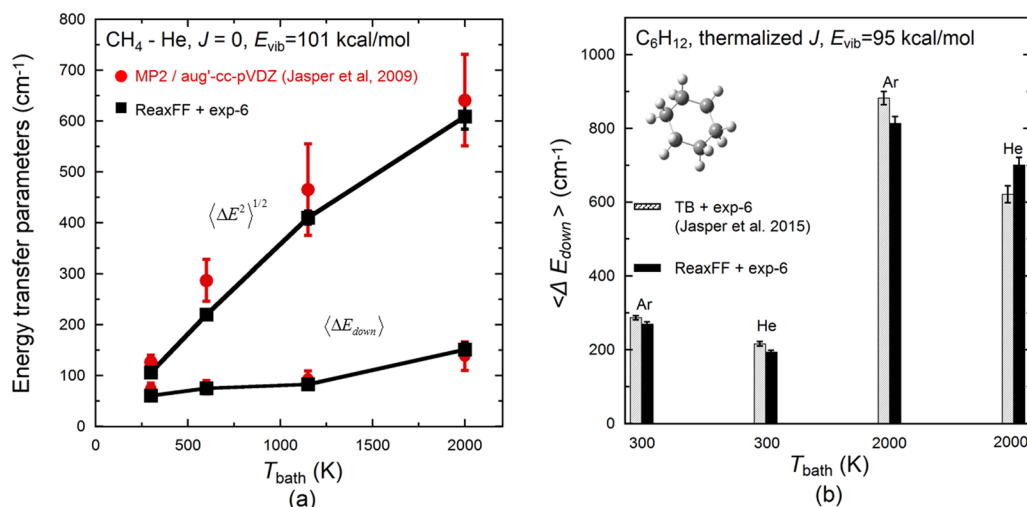 CH4 - He, J = 0, Evib=101 kcal/mol
MP2 / aug'-cc-pVDZ (Jasper et al, 2009)
ReaxFF + exp-6
⟨ΔE²⟩^1/2
⟨ΔE_down⟩
Energy transfer parameters (cm-1)
800
700
600
500
400
300
200
100
0
0
500
1000
1500
2000
Tbath (K)
(a)
C6H12, thermalized J, Evib=95 kcal/mol
TB + exp-6
(Jasper et al. 2015)
ReaxFF + exp-6
Ar
He
Ar
He
<Δ Edown > (cm-1)
1000
800
600
400
200
0
300
300
2000
2000
Tbath (K)
(b)